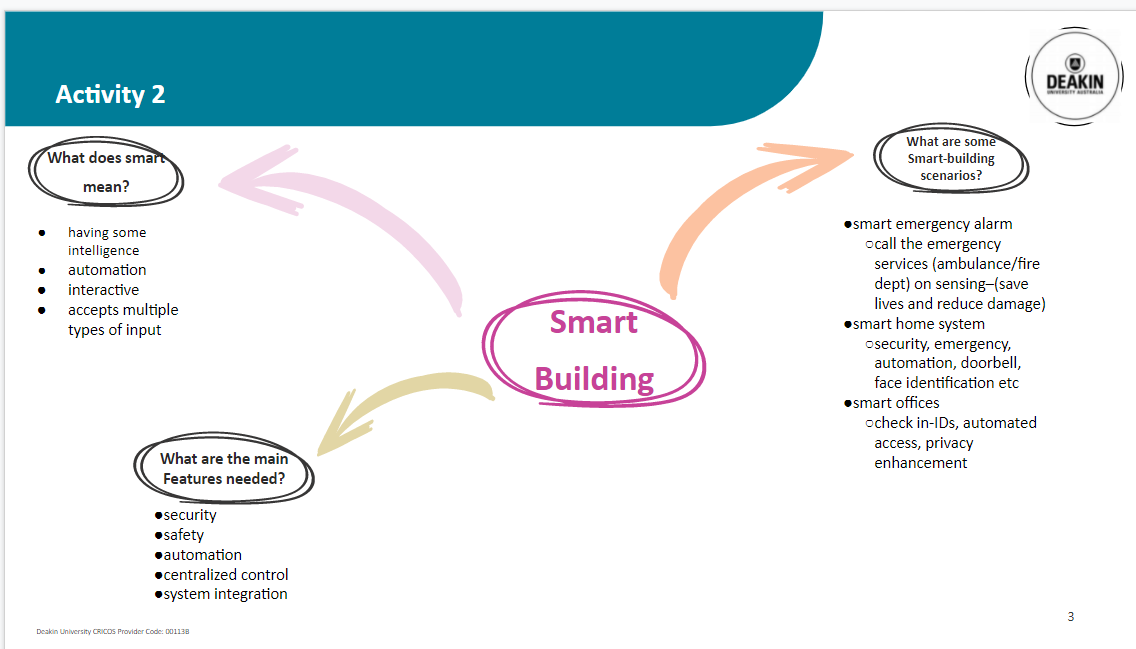 Activity 2
DEAKIN
UNIVERSITY AUSTRALIA
What does smart
mean?
● having some
intelligence
● automation
● interactive
● accepts multiple
types of input
What are some
Smart-building
scenarios?
●smart emergency alarm
○call the emergency
services (ambulance/fire
dept) on sensing–(save
lives and reduce damage)
●smart home system
○security, emergency,
automation, doorbell,
face identification etc
●smart offices
○check in-IDs, automated
access, privacy
enhancement
Smart
Building
What are the main
Features needed?
●security
●safety
●automation
●centralized control
●system integration
3
Deakin University CRICOS Provider Code: 00113B